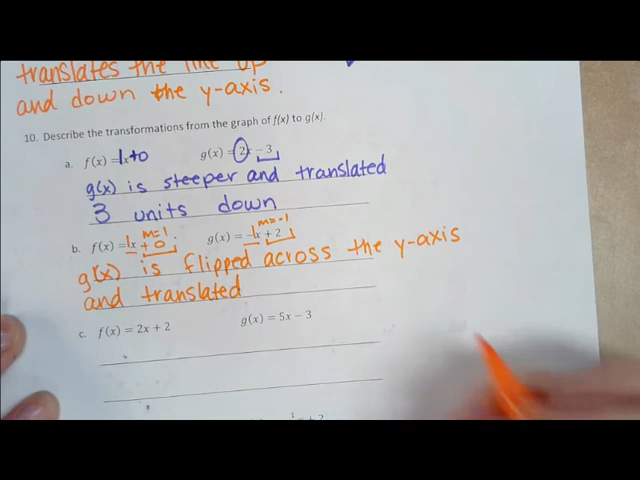 translates the line up
and down the y-axis.
10. Describe the transformations from the graph of f(x) to g(x).
a. f(x) = 1x+0 g(x) = 2x − 3
g(x) is steeper and translated
3 units down
m=1 m=-1
b. f(x) = 1x + 0 g(x) = -1x + 2
g(x) is flipped across the y-axis
and translated
c. f(x) = 2x + 2 g(x) = 5x − 3